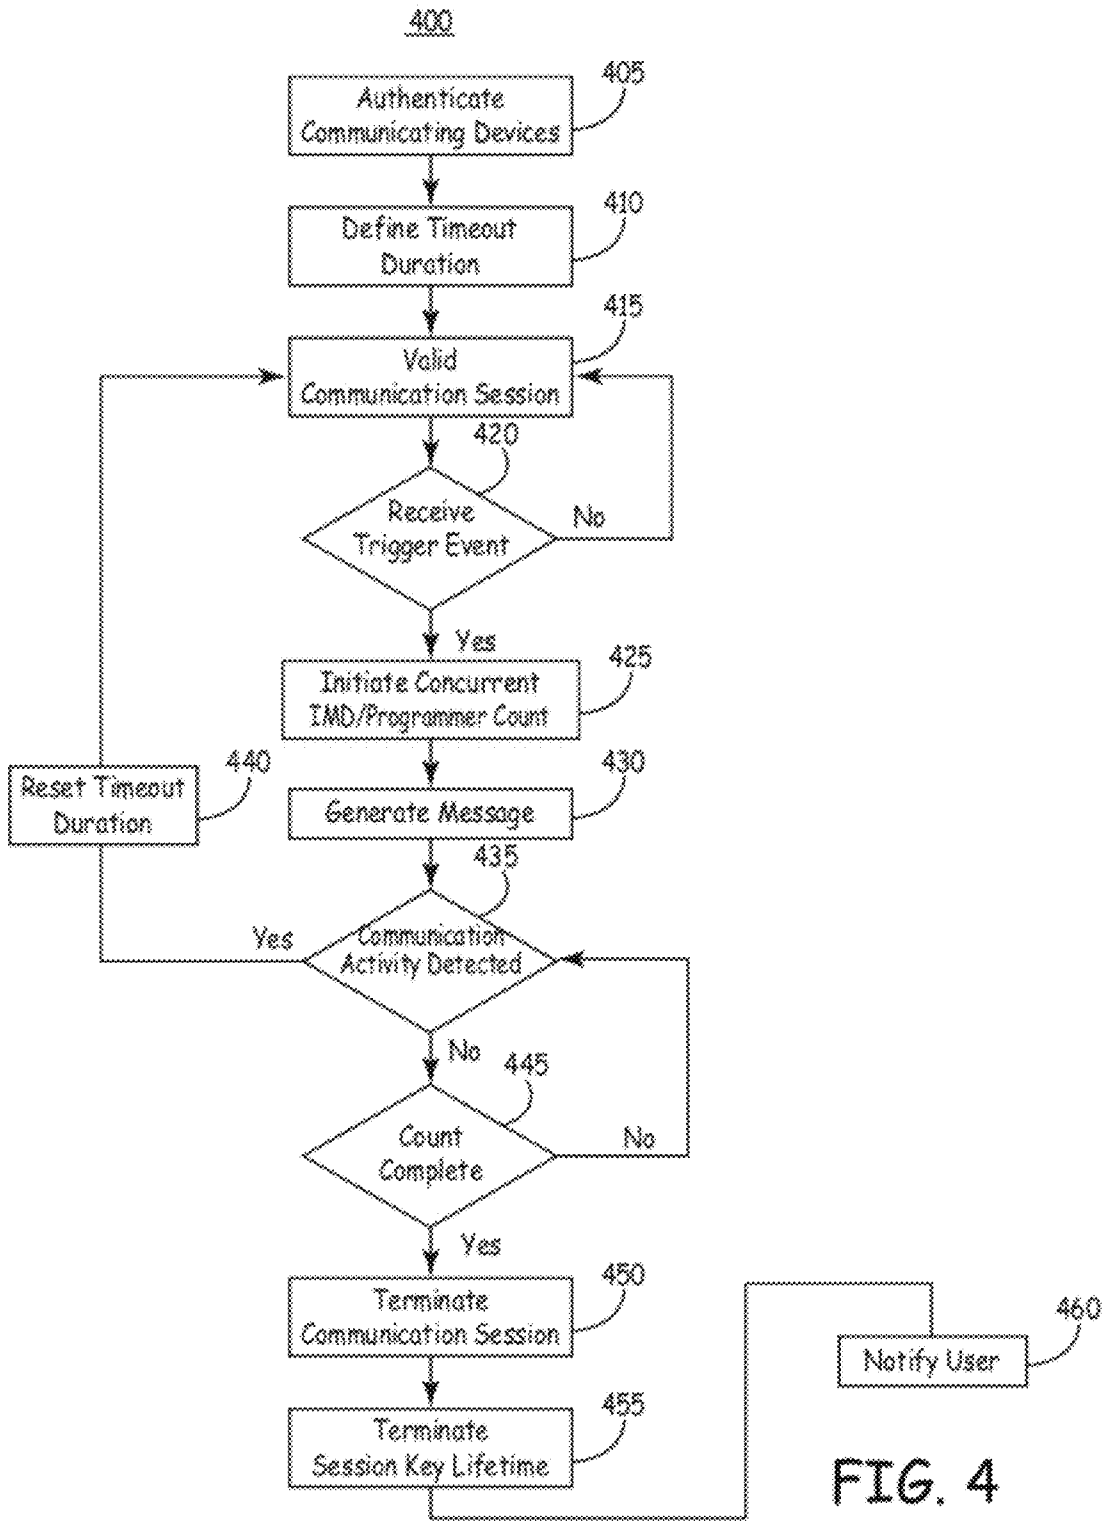 400
405
Authenticate
Communicating Devices
410
Define Timeout
Duration
415
Valid
Communication Session
420
Receive
Trigger Event
No
Yes
425
Initiate Concurrent
IMD/Programmer Count
440
Reset Timeout
Duration
430
Generate Message
435
Yes
Communication
Activity Detected
No
445
Count
Complete
No
Yes
450
Terminate
Communication Session
460
Notify User
455
Terminate
Session Key Lifetime
FIG. 4